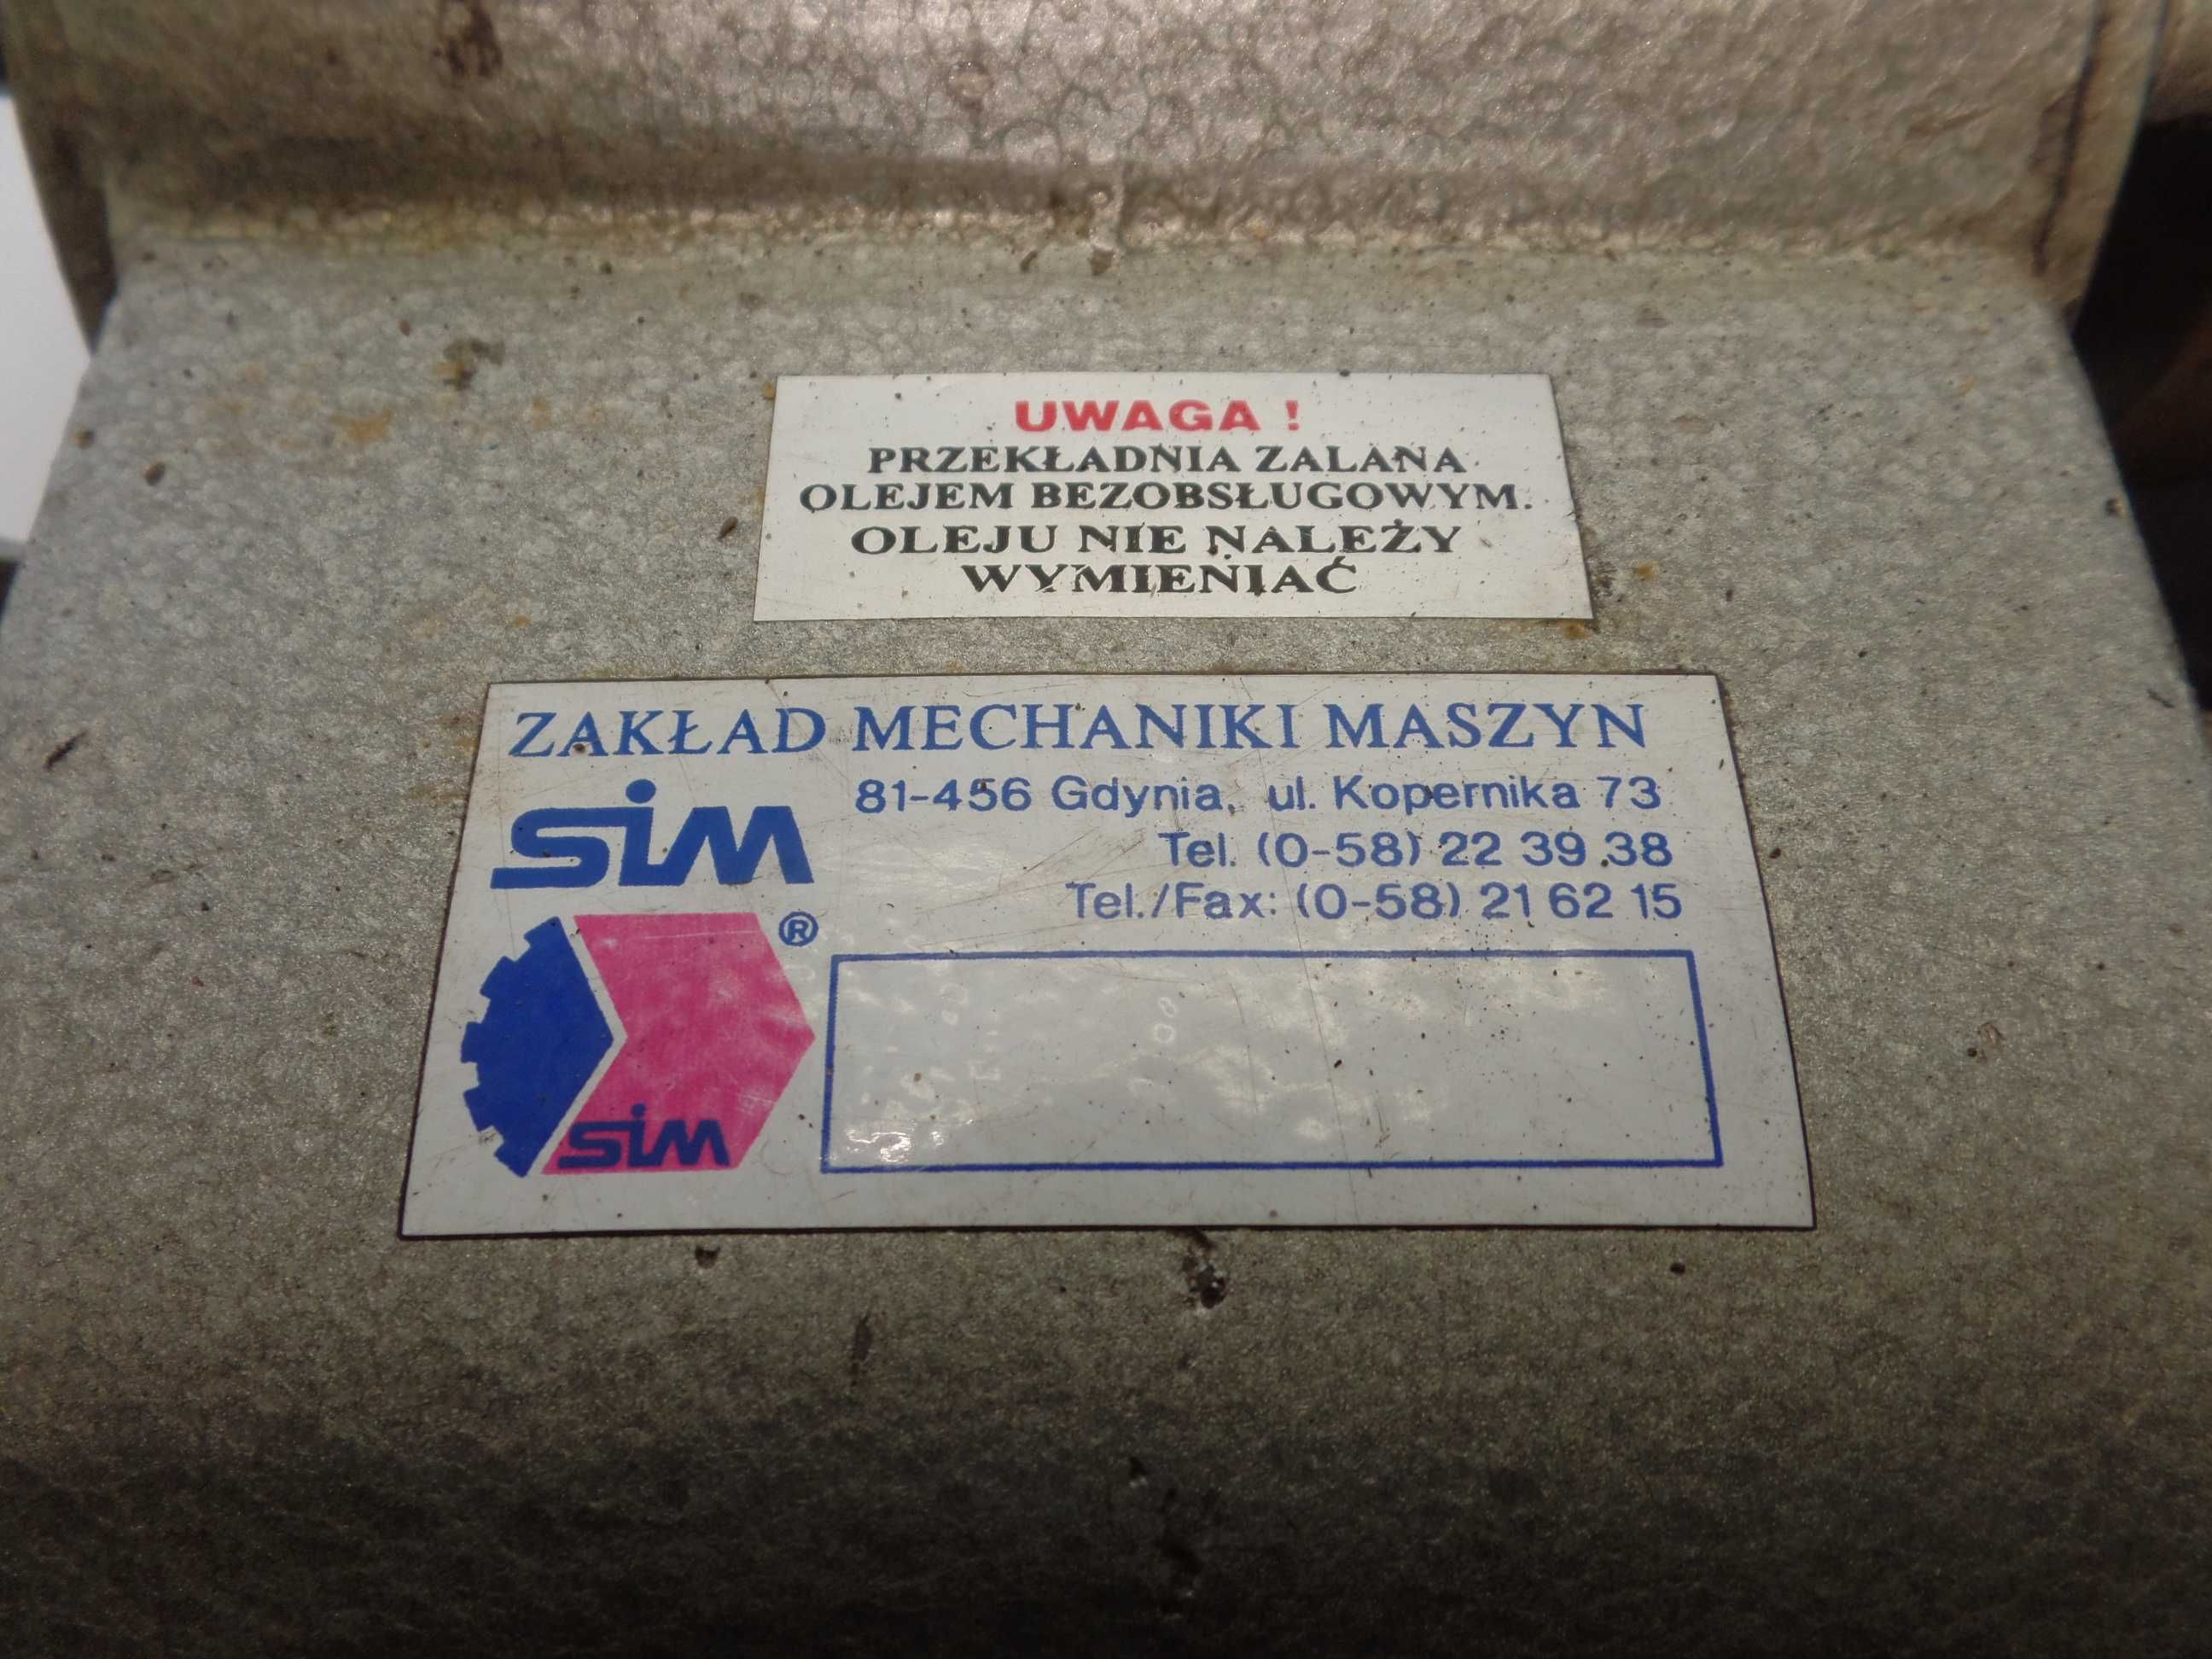 UWAGA !
PRZEKŁADNIA ZALANA
OLEJEM BEZOBSŁUGOWYM.
OLEJU NIE NALEŻY
WYMIENIAĆ
ZAKŁAD MECHANIKI MASZYN
SiM
81-456 Gdynia, ul. Kopernika 73
Tel. (0-58) 22 39 38
Tel./Fax: (0-58) 21 62 15
®
SiM